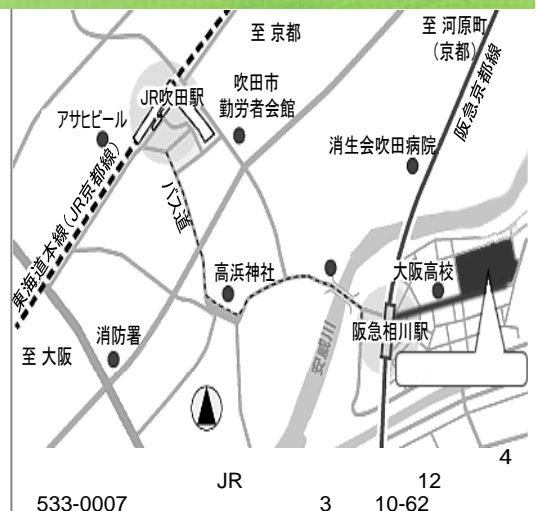 至 京都
至 河原町
(京都)
阪急京都線
JR吹田駅
吹田市
勤労者会館
アサヒビール
消生会吹田病院
東海道本線(JR京都線)
バス道
高浜神社
大阪高校
阪急相川駅
安威川
消防署
至 大阪
4
JR 12
533-0007 3 10-62